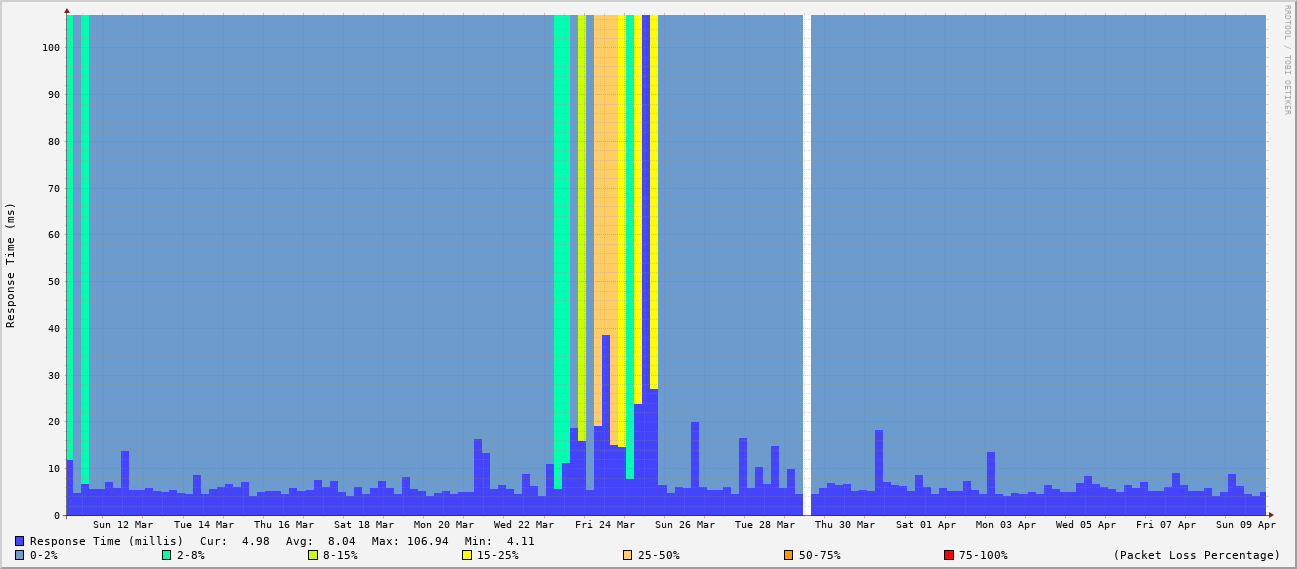 RRDTOOL / TOBI OETIKER
Response Time (ms)
100
90
80
70
60
50
40
30
20
10
0
Sun 12 Mar Tue 14 Mar Thu 16 Mar Sat 18 Mar Mon 20 Mar Wed 22 Mar Fri 24 Mar Sun 26 Mar Tue 28 Mar Thu 30 Mar Sat 01 Apr Mon 03 Apr Wed 05 Apr Fri 07 Apr Sun 09 Apr
Response Time (millis) Cur: 4.98 Avg: 8.04 Max: 106.94 Min: 4.11
0-2% 2-8% 8-15% 15-25% 25-50% 50-75% 75-100% (Packet Loss Percentage)